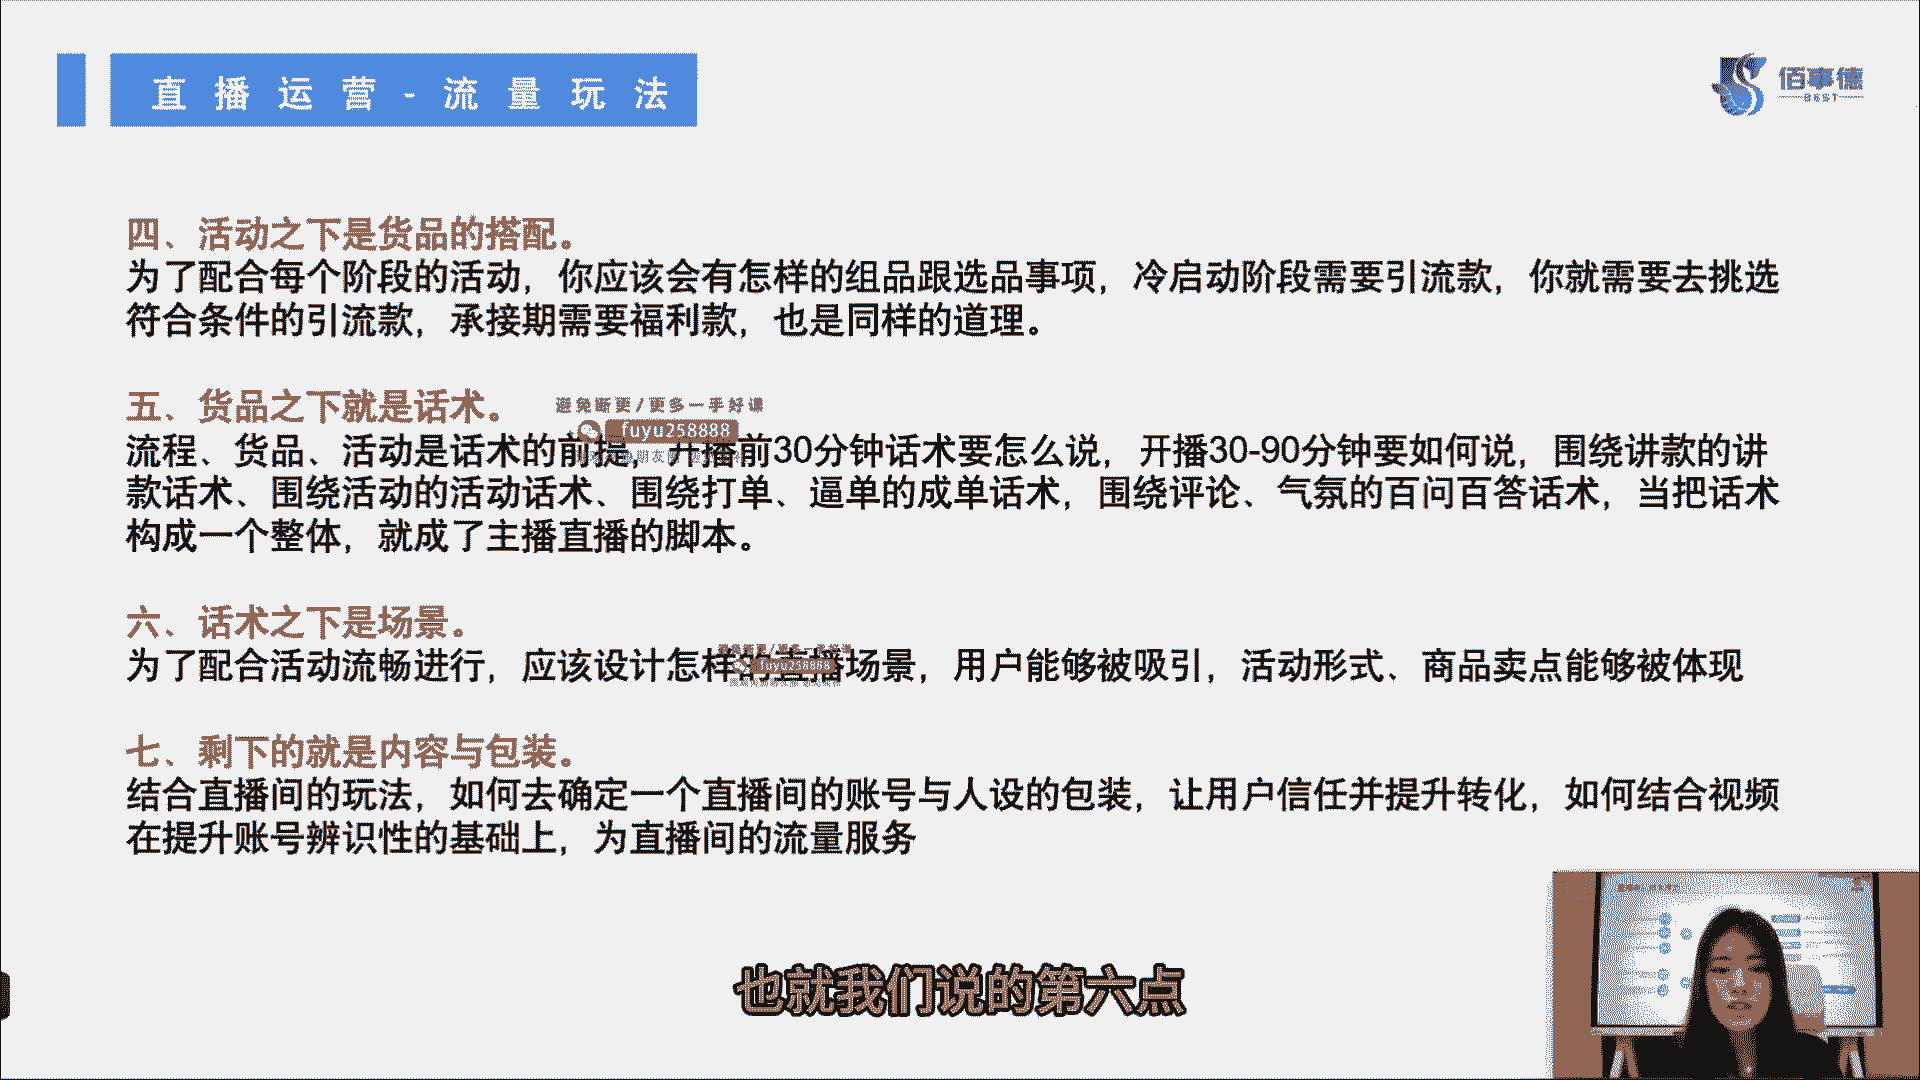 直播运营-流量玩法
佰事德
BEST
四、活动之下是货品的搭配。
为了配合每个阶段的活动，你应该会有怎样的组品跟选品事项，冷启动阶段需要引流款，你就需要去挑选
符合条件的引流款，承接期需要福利款，也是同样的道理。
五、货品之下就是话术。
避免断更/更多一手好课
fuyu258888
流程、货品、活动是话术的前提，开播前30分钟话术要怎么说，开播30-90分钟要如何说，围绕讲款的讲
款话术、围绕活动的活动话术、围绕打单、逼单的成单话术，围绕评论、气氛的百问百答话术，当把话术
构成一个整体，就成了主播直播的脚本。
六、话术之下是场景。
避免断更/更多一手好课
fuyu258888
为了配合活动流畅进行，应该设计怎样的直播场景，用户能够被吸引，活动形式、商品卖点能够被体现
七、剩下的就是内容与包装。
结合直播间的玩法，如何去确定一个直播间的账号与人设的包装，让用户信任并提升转化，如何结合视频
在提升账号辨识性的基础上，为直播间的流量服务
也就我们说的第六点